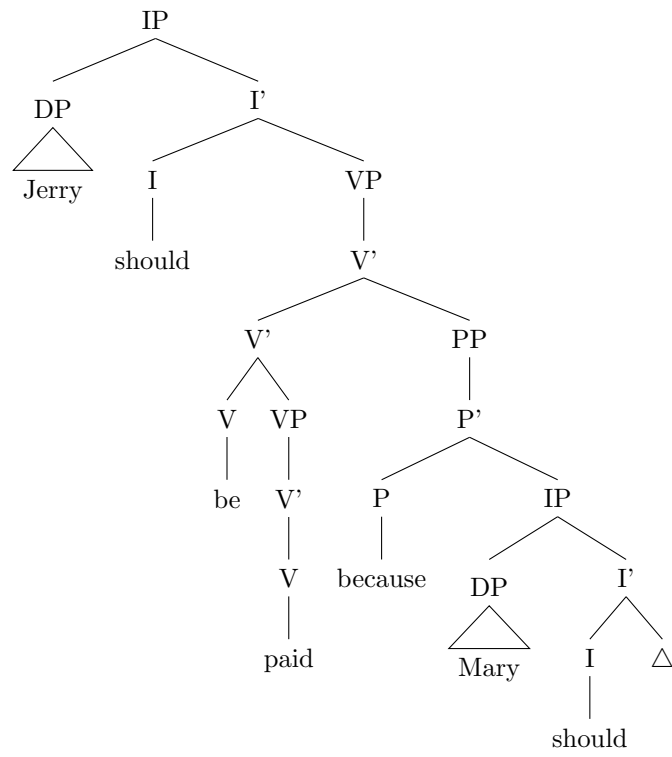 IP
DP I'
Jerry I VP
should V'
V' PP
V VP P'
be V' P IP
V because DP I'
paid Mary I △
should